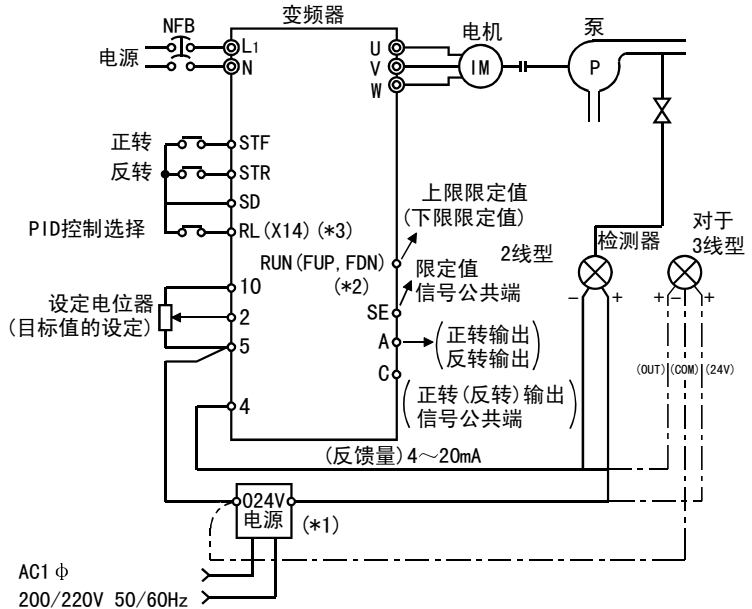 变频器
NFB
电源
L1
N
U
V
W
电机
IM
泵
P
正转
STF
反转
STR
SD
PID控制选择
RL(X14)(*3)
上限限定值
(下限限定值)
RUN(FUP,FDN)
(*2)
限定值
信号公共端
SE
2线型
检测器
对于
3线型
- +
+ - +
10
设定电位器
(目标值的设定)
2
5
A
(正转输出
反转输出)
C
(正转(反转)输出
信号公共端)
(OUT) (COM) (24V)
4
(反馈量)4～20mA
024V
电源
(*1)
AC1φ
200/220V 50/60Hz